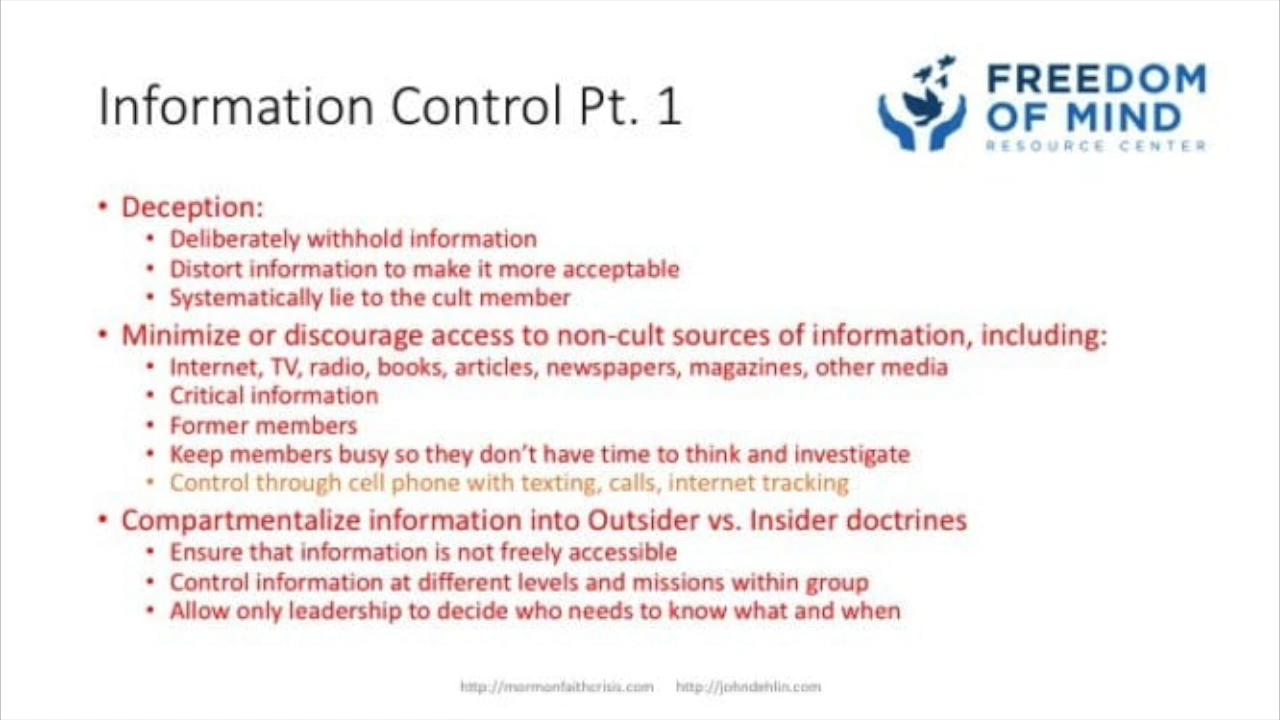 Information Control Pt. 1
FREEDOM
OF MIND
RESOURCE CENTER
• Deception:
• Deliberately withhold information
• Distort information to make it more acceptable
• Systematically lie to the cult member
• Minimize or discourage access to non-cult sources of information, including:
• Internet, TV, radio, books, articles, newspapers, magazines, other media
• Critical information
• Former members
• Keep members busy so they don't have time to think and investigate
• Control through cell phone with texting, calls, internet tracking
• Compartmentalize information into Outsider vs. Insider doctrines
• Ensure that information is not freely accessible
• Control information at different levels and missions within group
• Allow only leadership to decide who needs to know what and when
http://mormonfaithcrisis.com http://johndehlin.com